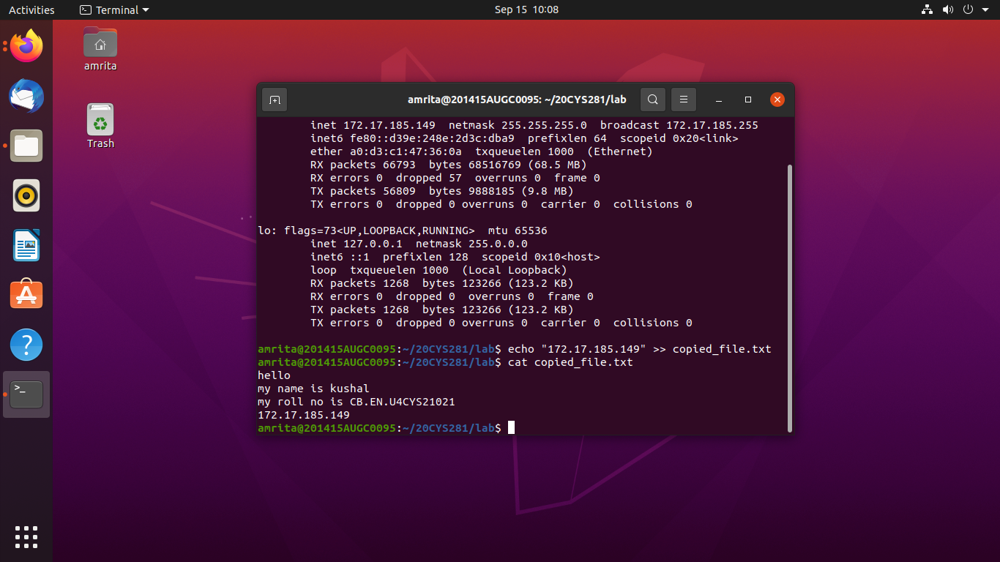 Activities
Terminal
Sep 15 10:08
amrita
Trash
amrita@201415AUGC0095: ~/20CYS281/lab
inet 172.17.185.149  netmask 255.255.255.0  broadcast 172.17.185.255
inet6 fe80::d39e:248e:2d3c:dba9  prefixlen 64  scopeid 0x20<link>
ether a0:d3:c1:47:36:0a  txqueuelen 1000  (Ethernet)
RX packets 66793  bytes 68516769 (68.5 MB)
RX errors 0  dropped 57  overruns 0  frame 0
TX packets 56809  bytes 9888185 (9.8 MB)
TX errors 0  dropped 0 overruns 0  carrier 0  collisions 0
lo: flags=73<UP,LOOPBACK,RUNNING>  mtu 65536
inet 127.0.0.1  netmask 255.0.0.0
inet6 ::1  prefixlen 128  scopeid 0x10<host>
loop  txqueuelen 1000  (Local Loopback)
RX packets 1268  bytes 123266 (123.2 KB)
RX errors 0  dropped 0  overruns 0  frame 0
TX packets 1268  bytes 123266 (123.2 KB)
TX errors 0  dropped 0 overruns 0  carrier 0  collisions 0
amrita@201415AUGC0095:~/20CYS281/lab$ echo "172.17.185.149" >> copied_file.txt
amrita@201415AUGC0095:~/20CYS281/lab$ cat copied_file.txt
hello
my name is kushal
my roll no is CB.EN.U4CYS21021
172.17.185.149
amrita@201415AUGC0095:~/20CYS281/lab$